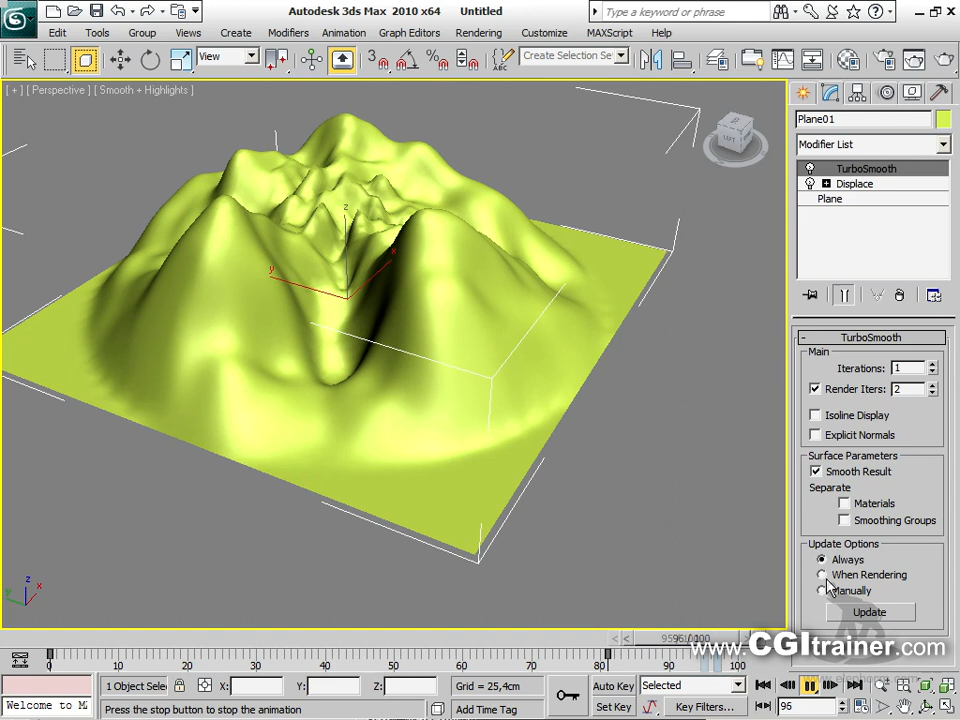 Autodesk 3ds Max 2010 x64 Untitled
Type a keyword or phrase
Edit Tools Group Views Create Modifiers Animation Graph Editors Rendering Customize MAXScript Help
View
3
Create Selection Se
ABC
[ + ] [ Perspective ] [ Smooth + Highlights ]
LEFT
Plane01
Modifier List
TurboSmooth
Displace
Plane
z
x
y
TurboSmooth
Main
Iterations: 1
Render Iters: 2
Isoline Display
Explicit Normals
Surface Parameters
Smooth Result
Separate
Materials
Smoothing Groups
Update Options
Always
When Rendering
Manually
Update
z
x
y
www.CGItrainer.com
0 10 20 30 40 50 60 70 80 90 100
1 Object Selec
X: Y: Z:
Grid = 25,4cm
Auto Key
Selected
Welcome to M
Press the stop button to stop the animation
Add Time Tag
Set Key
Key Filters...
96